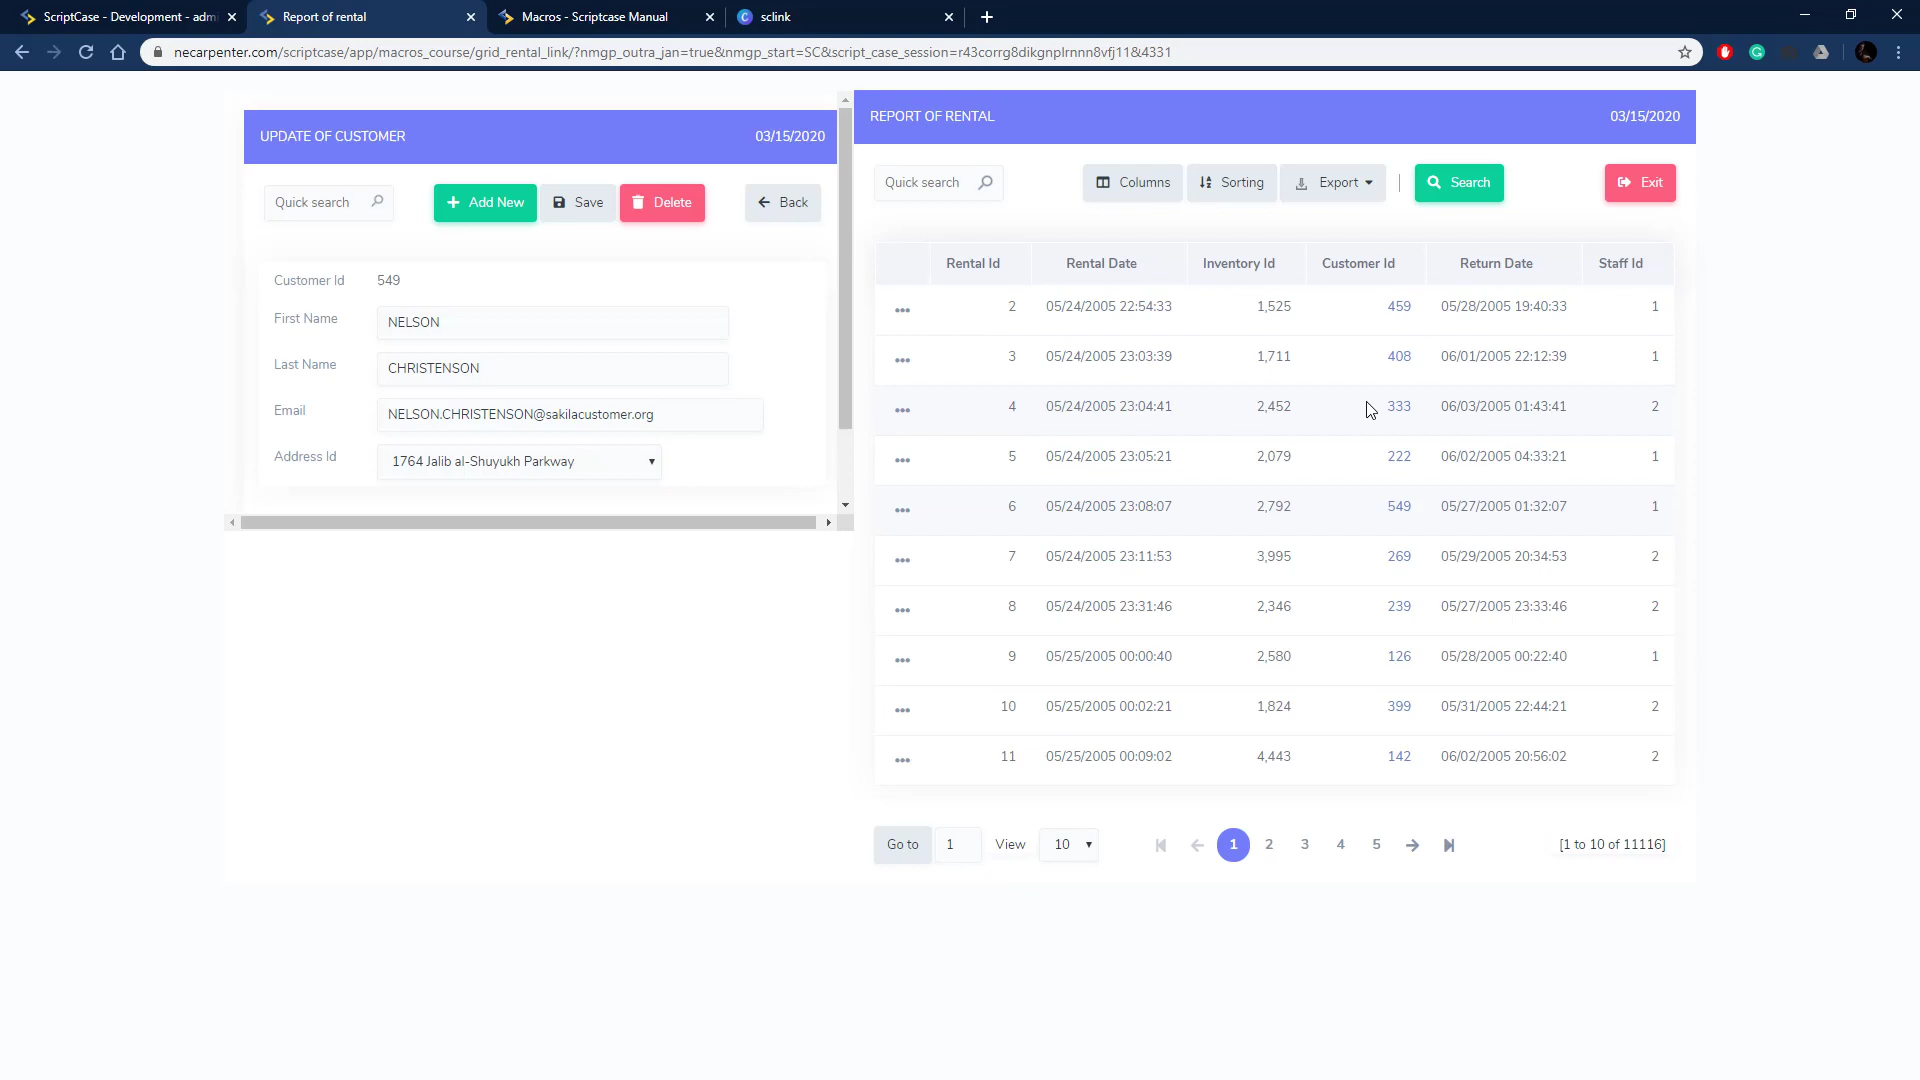 ScriptCase - Development - adm
Report of rental
Macros - Scriptcase Manual
sclink
necarpenter.com/scriptcase/app/macros_course/grid_rental_link/?nmgp_outra_jan=true&nmgp_start=SC&script_case_session=r43corrg8dikgnplrnnn8vfj11&4331
UPDATE OF CUSTOMER 03/15/2020
Quick search Add New Save Delete Back
Customer Id 549
First Name NELSON
Last Name CHRISTENSON
Email NELSON.CHRISTENSON@sakilacustomer.org
Address Id 1764 Jalib al-Shuyukh Parkway
REPORT OF RENTAL 03/15/2020
Quick search Columns Sorting Export Search Exit
Rental Id Rental Date Inventory Id Customer Id Return Date Staff Id
2 05/24/2005 22:54:33 1,525 459 05/28/2005 19:40:33 1
3 05/24/2005 23:03:39 1,711 408 06/01/2005 22:12:39 1
4 05/24/2005 23:04:41 2,452 333 06/03/2005 01:43:41 2
5 05/24/2005 23:05:21 2,079 222 06/02/2005 04:33:21 1
6 05/24/2005 23:08:07 2,792 549 05/27/2005 01:32:07 1
7 05/24/2005 23:11:53 3,995 269 05/29/2005 20:34:53 2
8 05/24/2005 23:31:46 2,346 239 05/27/2005 23:33:46 2
9 05/25/2005 00:00:40 2,580 126 05/28/2005 00:22:40 1
10 05/25/2005 00:02:21 1,824 399 05/31/2005 22:44:21 2
11 05/25/2005 00:09:02 4,443 142 06/02/2005 20:56:02 2
Go to 1 View 10 1 2 3 4 5 [1 to 10 of 11116]